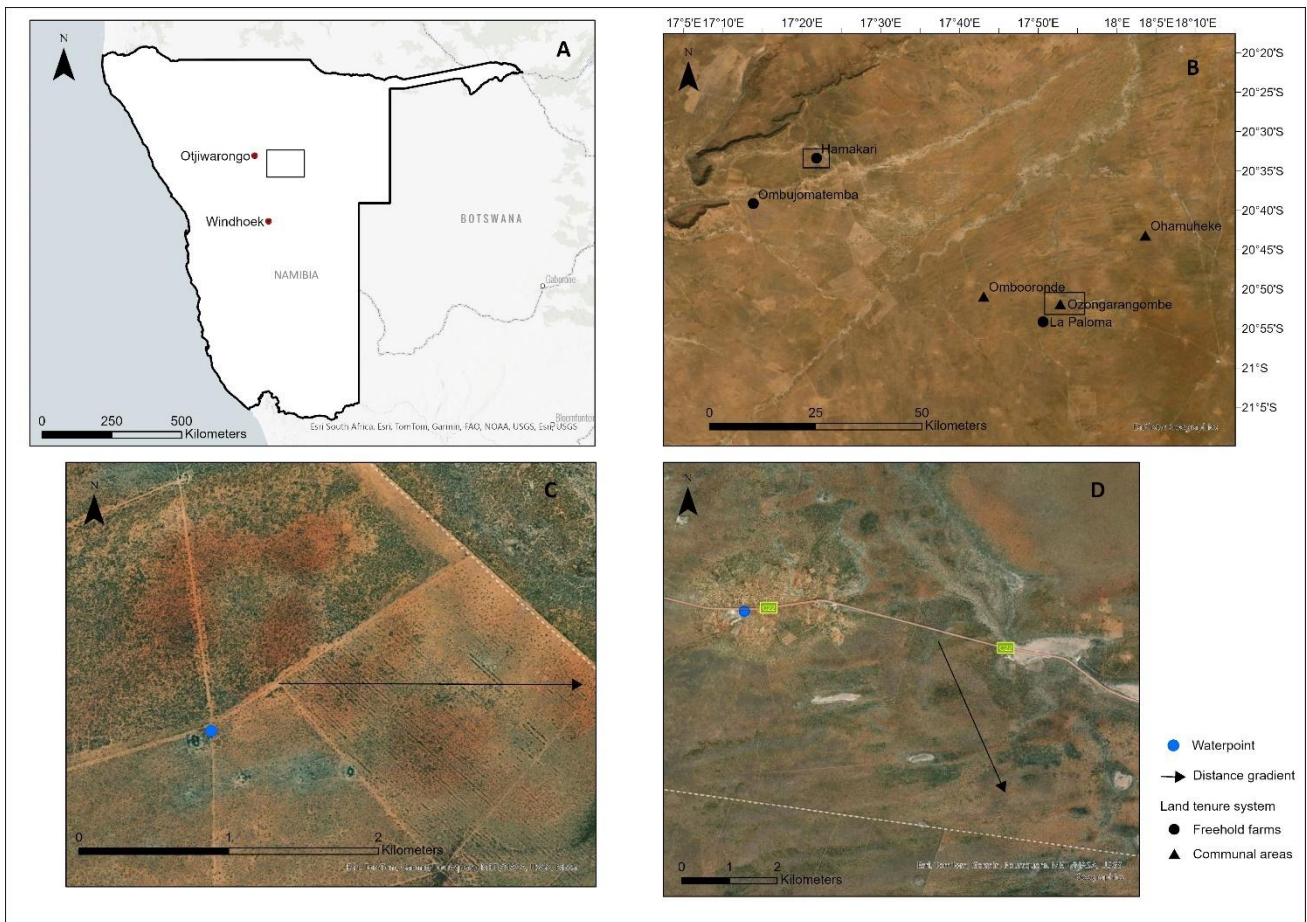 N
A
Otjiwarongo
Windhoek
NAMIBIA
BOTSWANA
Gaborone
Bloemfontein
0 250 500
Kilometers
Esri South Africa, Esri, TomTom, Garmin, FAO, NOAA, USGS, Esri, USGS
17°5'E 17°10'E 17°20'E 17°30'E 17°40'E 17°50'E 18°E 18°5'E 18°10'E
N
B
20°20'S
20°25'S
20°30'S
20°35'S
20°40'S
20°45'S
20°50'S
20°55'S
21°S
21°5'S
Hamakari
Ombujomatemba
Ohamuheke
Ombooronde
Ozongarangombe
La Paloma
0 25 50
Kilometers
N
C
0 1 2
Kilometers
N
D
C22
C22
0 1 2
Kilometers
Waterpoint
Distance gradient
Land tenure system
Freehold farms
Communal areas